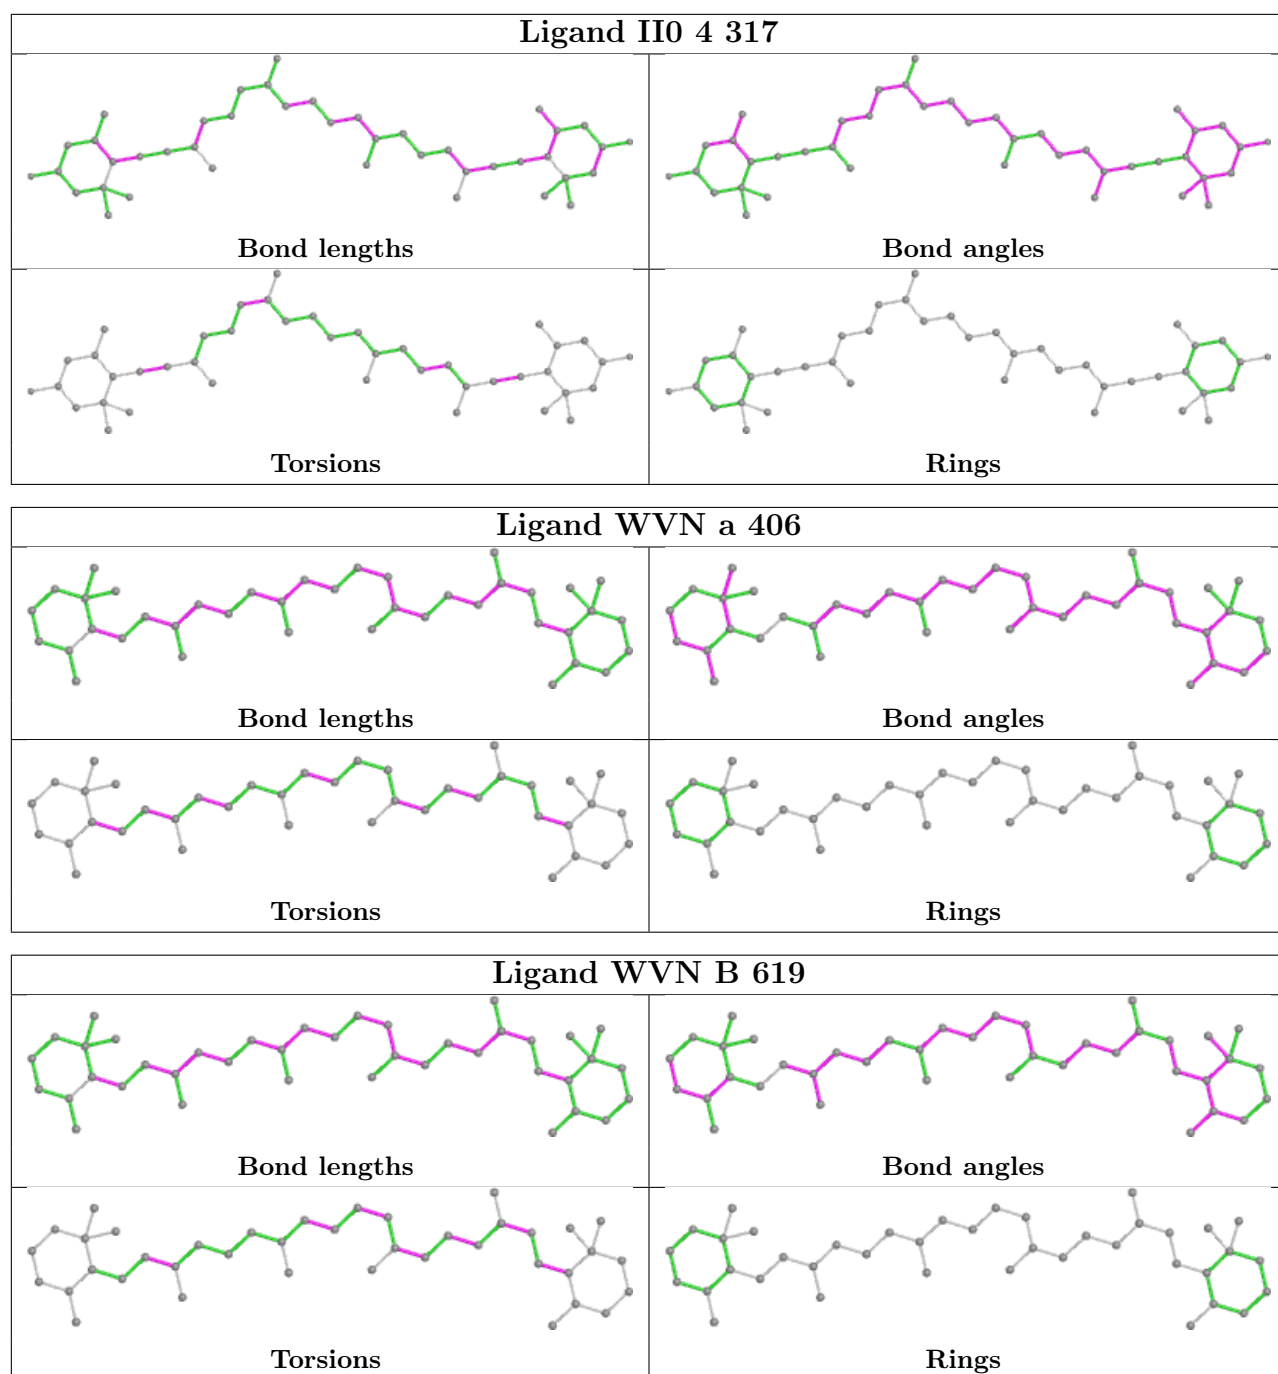 Ligand II0 4 317
Bond lengths
Bond angles
Torsions
Rings
Ligand WVN a 406
Bond lengths
Bond angles
Torsions
Rings
Ligand WVN B 619
Bond lengths
Bond angles
Torsions
Rings